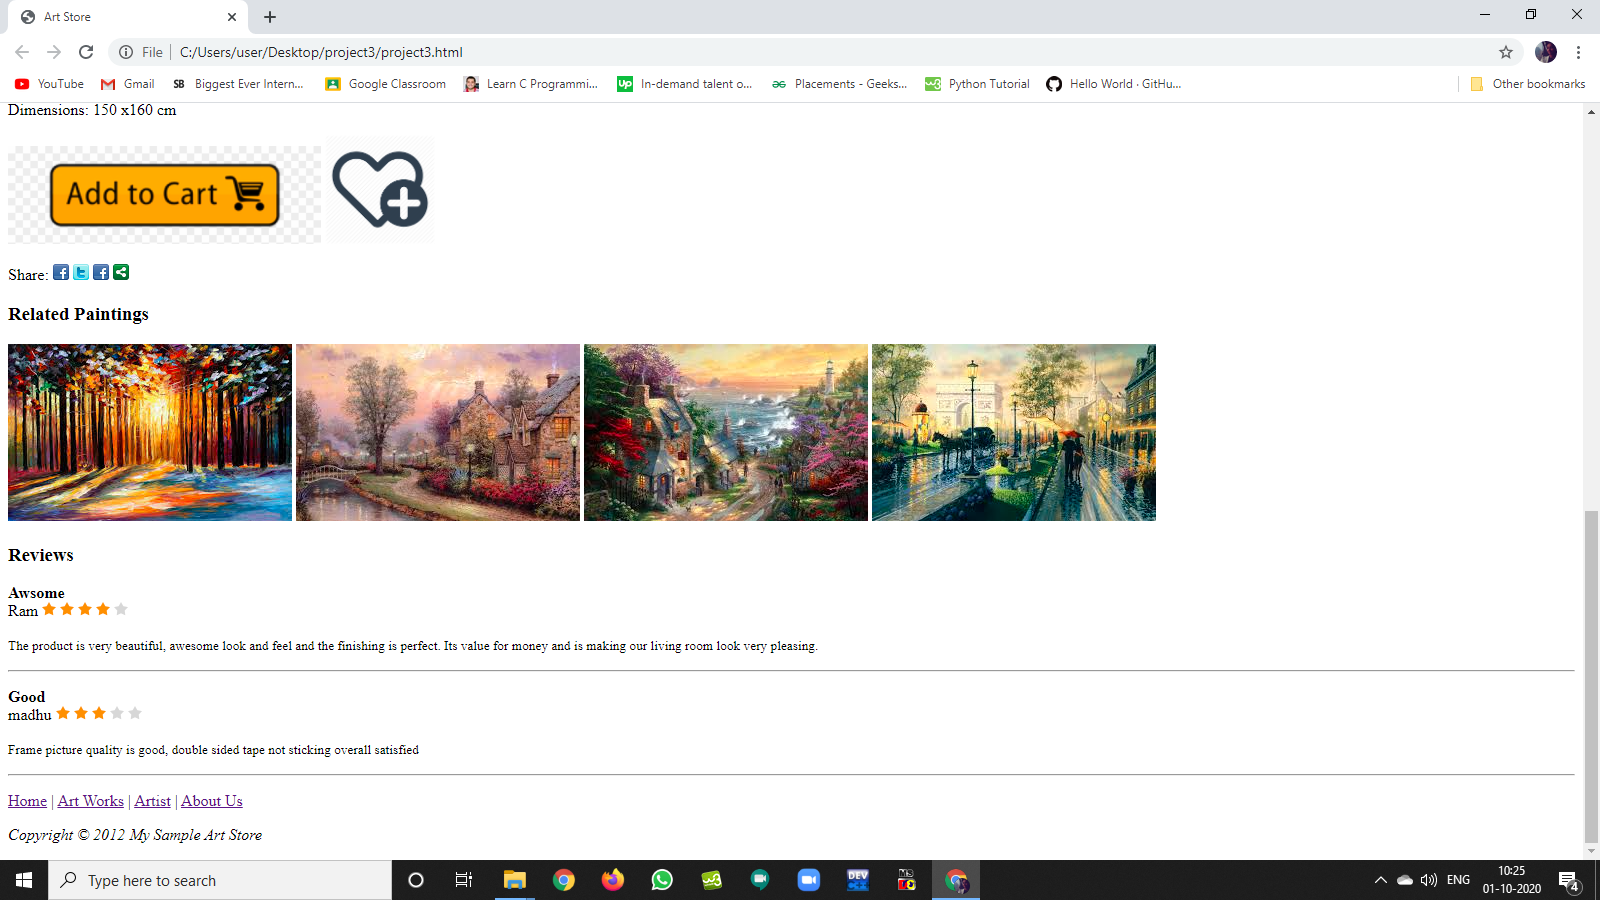 Art Store
File | C:/Users/user/Desktop/project3/project3.html
YouTube Gmail SB Biggest Ever Intern... Google Classroom Learn C Programmi... Up In-demand talent o... Placements - Geeks... w3 Python Tutorial Hello World · GitHu... Other bookmarks
Dimensions: 150 x160 cm
Add to Cart
Share:
Related Paintings
Reviews
Awsome
Ram
The product is very beautiful, awesome look and feel and the finishing is perfect. Its value for money and is making our living room look very pleasing.
Good
madhu
Frame picture quality is good, double sided tape not sticking overall satisfied
Home | Art Works | Artist | About Us
Copyright © 2012 My Sample Art Store
Type here to search
w3
DEV
ENG
10:25
01-10-2020
4